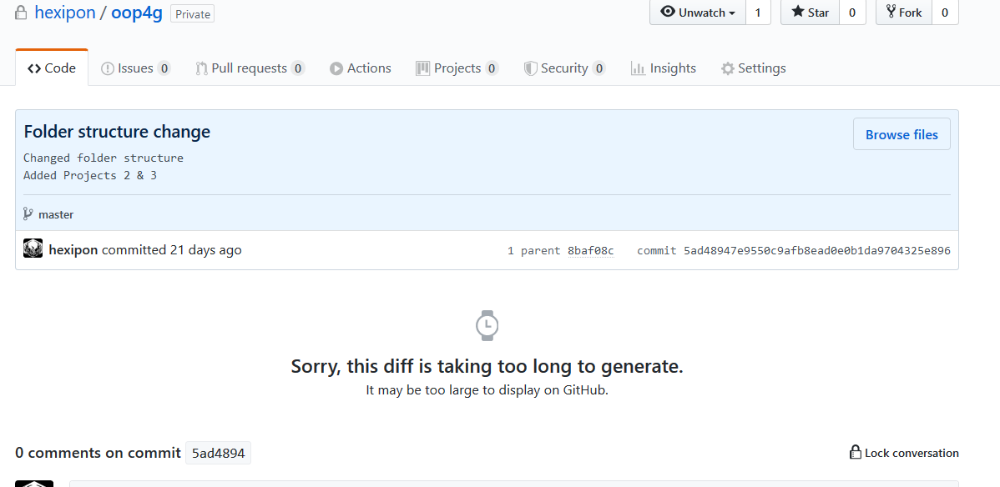 hexipon / oop4g Private Unwatch 1 Star 0 Fork 0
Code Issues 0 Pull requests 0 Actions Projects 0 Security 0 Insights Settings
Folder structure change Browse files
Changed folder structure
Added Projects 2 & 3
master
hexipon committed 21 days ago 1 parent 8baf08c commit 5ad48947e9550c9afb8ead0e0b1da9704325e896
Sorry, this diff is taking too long to generate.
It may be too large to display on GitHub.
0 comments on commit 5ad4894 Lock conversation